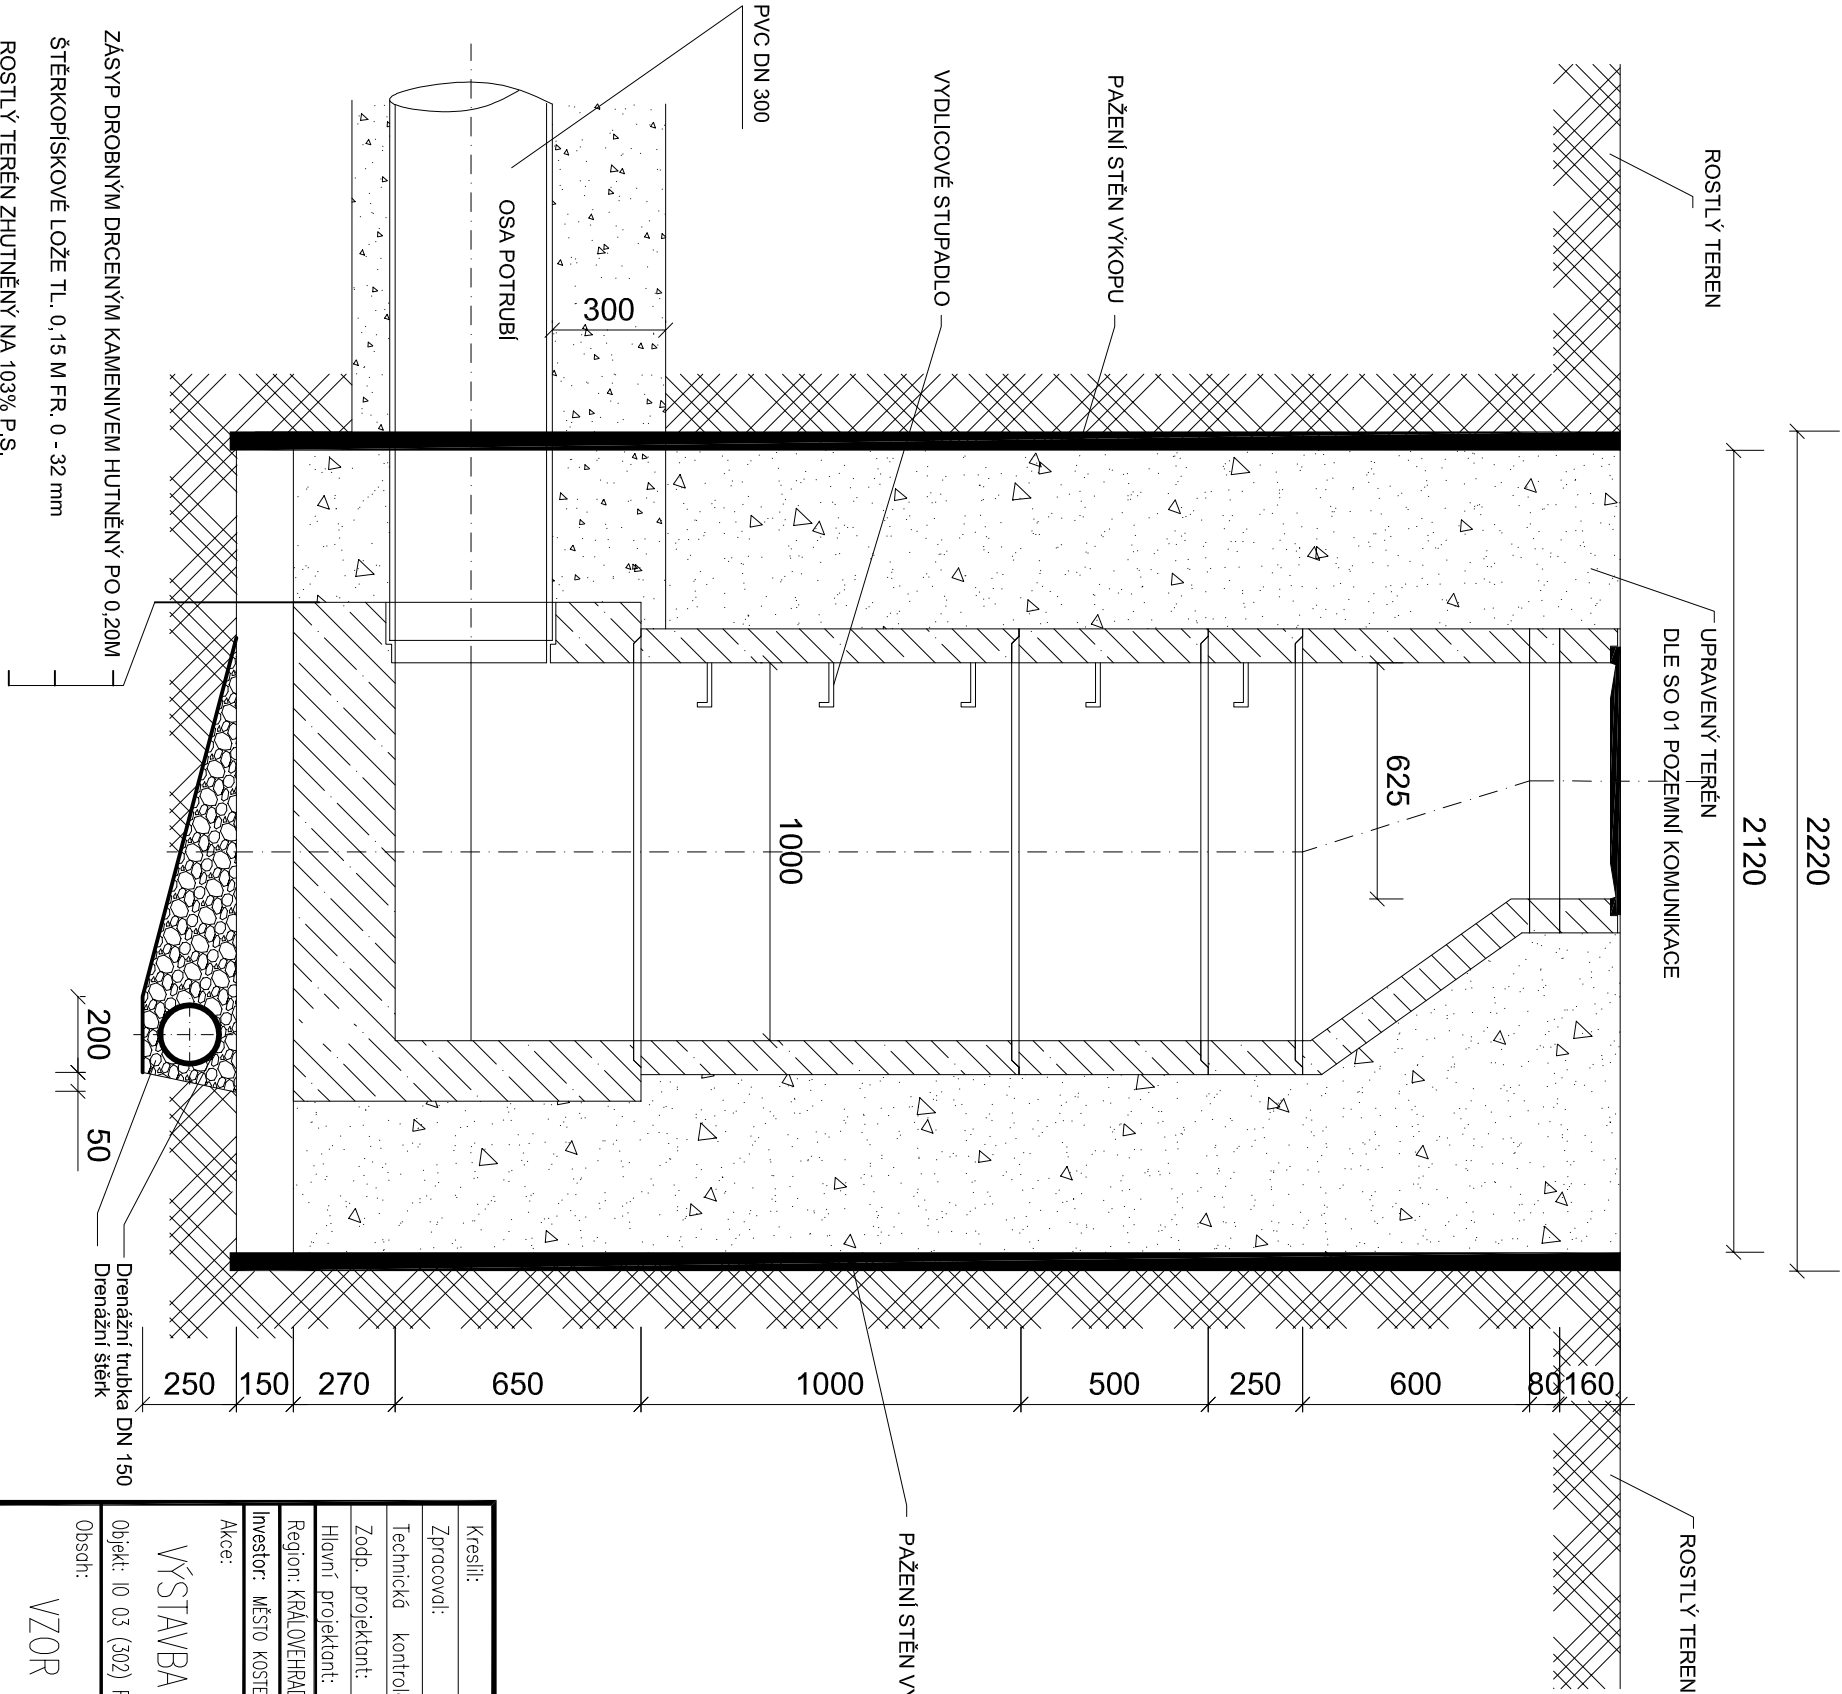 2220
2120
ROSTLÝ TEREN
UPRAVENÝ TERÉN
DLE SO 01 POZEMNÍ KOMUNIKACE
ROSTLÝ TEREN
PAŽENÍ STĚN VÝKOPU
VYDLICOVÉ STUPADLO
PVC DN 300
OSA POTRUBÍ
300
625
1000
160
80
600
250
500
1000
650
270
150
250
PAŽENÍ STĚN
200
50
Drenážní trubka DN 150
Drenážní štěrk
ZÁSYP DROBNÝM DRCENÝM KAMENIVEM HUTNĚNÝ PO 0,20M
ŠTĚRKOPÍSKOVÉ LOŽE TL. 0,15 M FR. 0 - 32 mm
ROSTLÝ TERÉN ZHUTNĚNÝ NA 103% P.S.
Kreslil:
Zpracoval:
Technická
Zodp. projektant:
Hlavní projektant:
Region:
Investor: MĚSTO
Akce:
VÝSTAVBA
Objekt: IO 03 (302)
Obsah:
VZOR